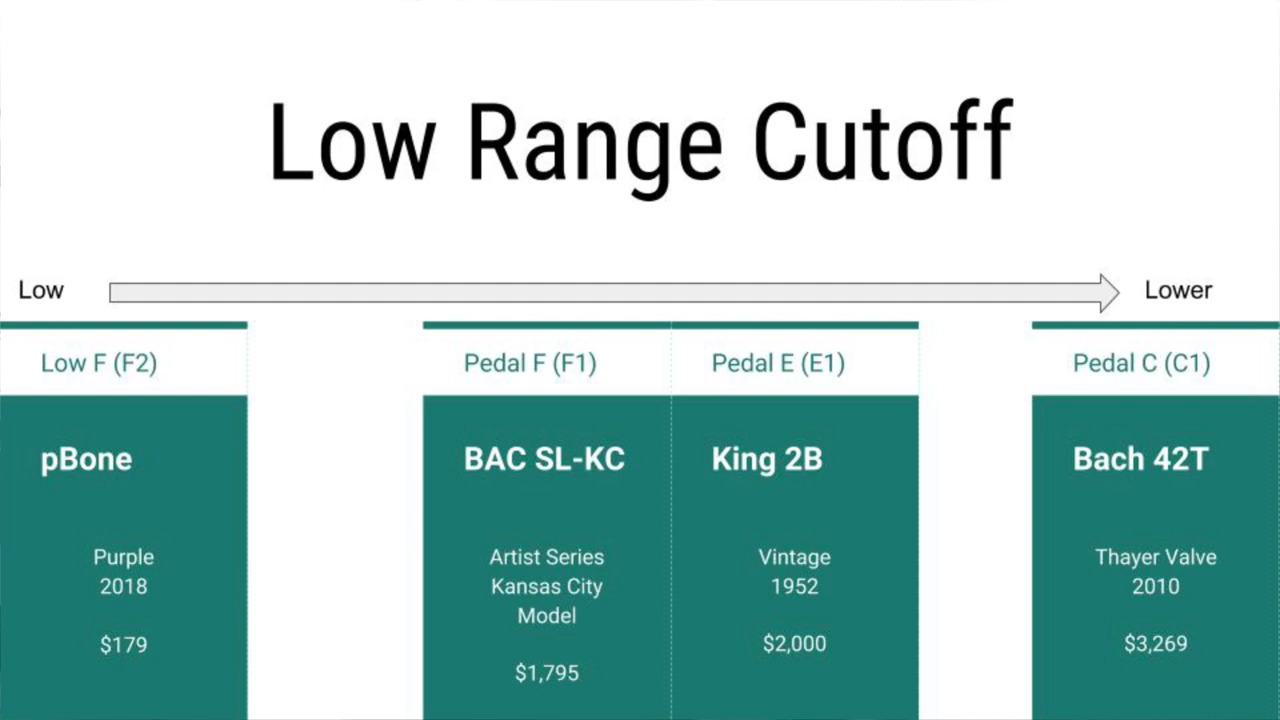 Low Range Cutoff
Low
Lower
Low F (F2)
Pedal F (F1)
Pedal E (E1)
Pedal C (C1)
pBone
BAC SL-KC
King 2B
Bach 42T
Purple
2018
$179
Artist Series
Kansas City
Model
$1,795
Vintage
1952
$2,000
Thayer Valve
2010
$3,269